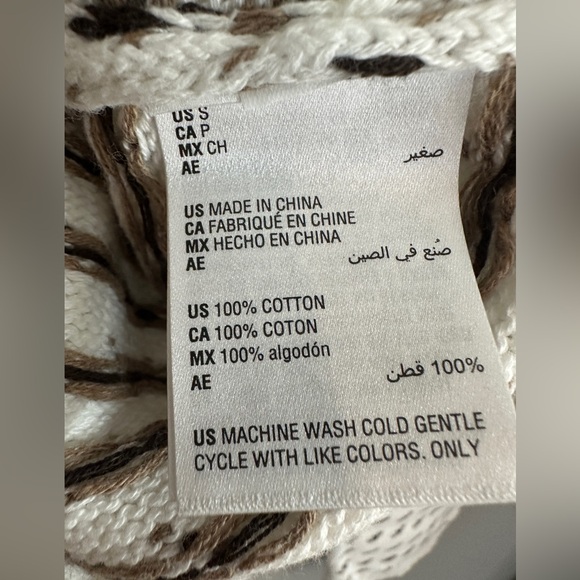 US S
CA P
MX CH
AE صغير
US MADE IN CHINA
CA FABRIQUÉ EN CHINE
MX HECHO EN CHINA
AE صُنع في الصين
US 100% COTTON
CA 100% COTON
MX 100% algodón
AE 100% قطن
US MACHINE WASH COLD GENTLE
CYCLE WITH LIKE COLORS. ONLY